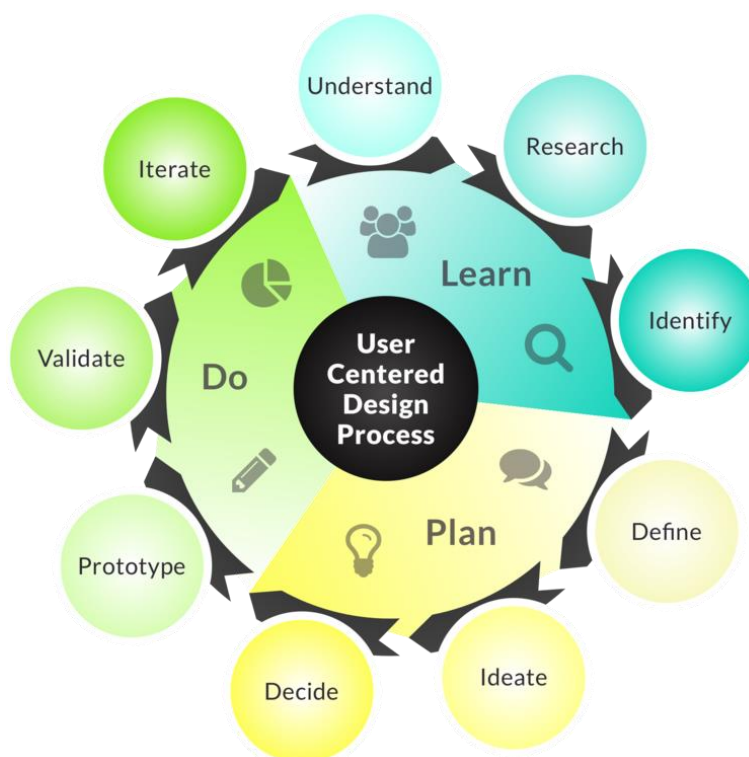 Understand
Research
Identify
Define
Ideate
Decide
Prototype
Validate
Iterate
Learn
Plan
Do
User
Centered
Design
Process